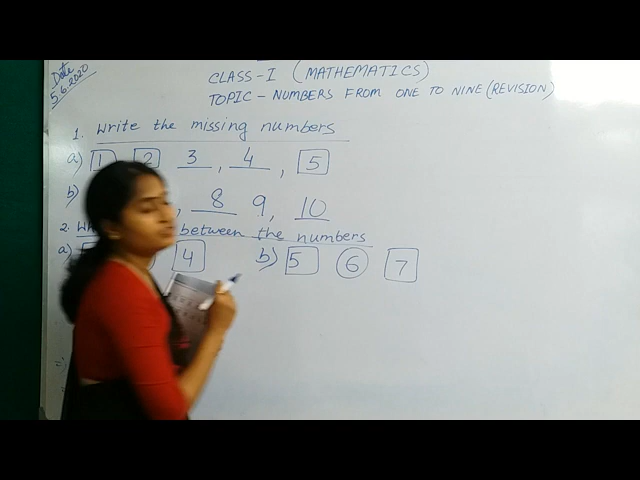 Date
5.6.2020
CLASS-I (MATHEMATICS)
TOPIC - NUMBERS FROM ONE TO NINE (REVISION)
1. Write the missing numbers
a) 1 2 3, 4, 5
b) , 8 9, 10
2. between the numbers
a) 4 b) 5 6 7